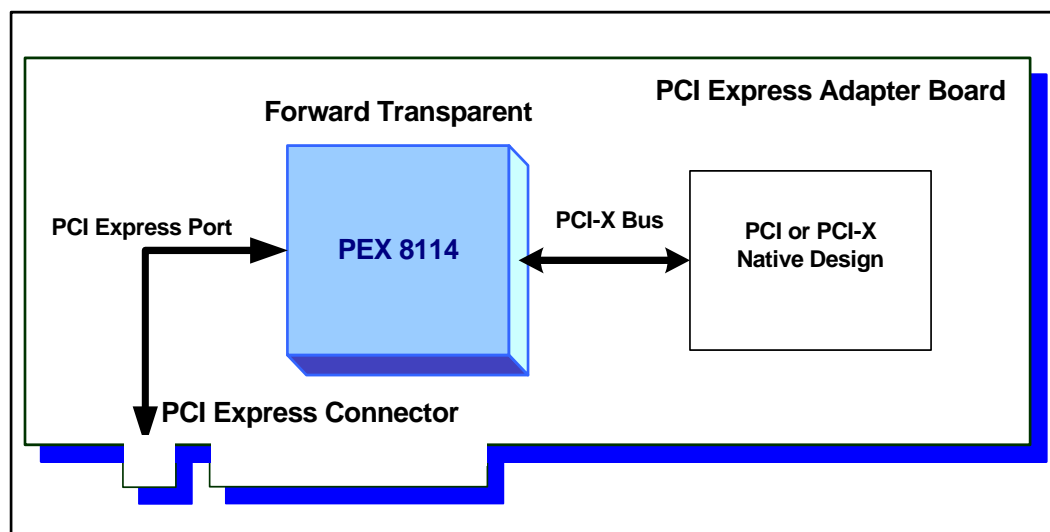 PCI Express Adapter Board
Forward Transparent
PCI Express Port
PEX 8114
PCI-X Bus
PCI or PCI-X
Native Design
PCI Express Connector